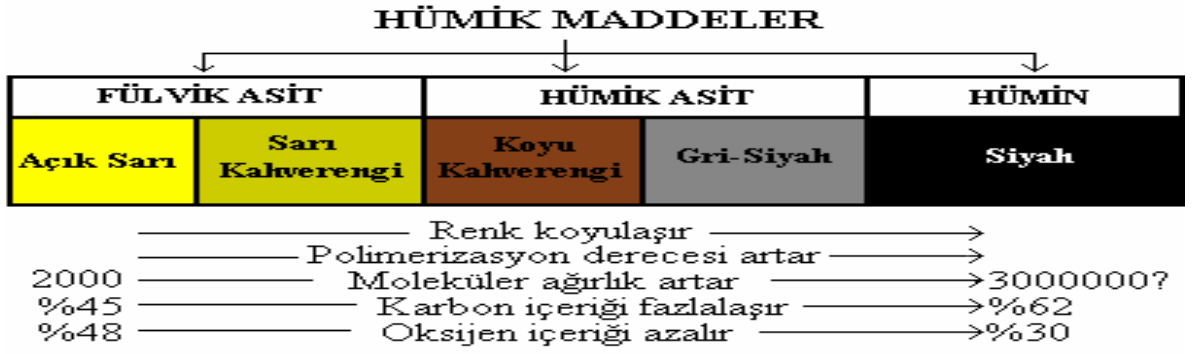 HÜMİK MADDELER
FÜLVİK ASİT HÜMİK ASİT HÜMİN
Açık Sarı Sarı Kahverengi Koyu Kahverengi Gri-Siyah Siyah
Renk koyulaşır
Polimerizasyon derecesi artar
2000 Moleküler ağırlık artar 3000000?
%45 Karbon içeriği fazlalaşır %62
%48 Oksijen içeriği azalır %30